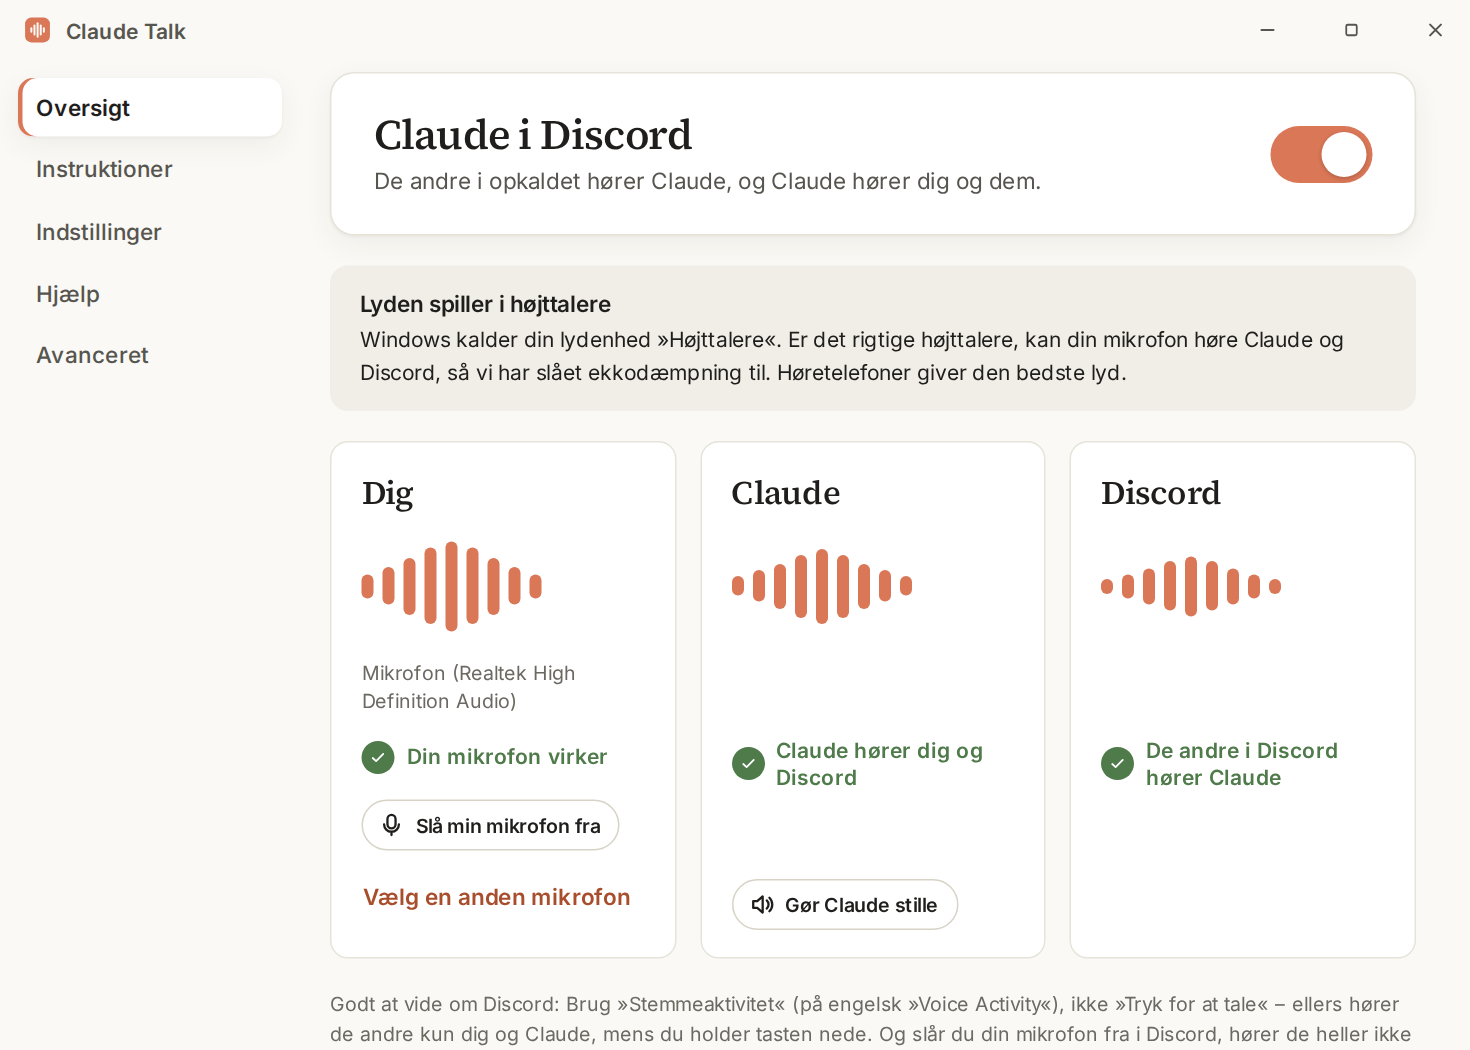 Claude Talk
Oversigt
Instruktioner
Indstillinger
Hjælp
Avanceret
Claude i Discord
De andre i opkaldet hører Claude, og Claude hører dig og dem.
Lyden spiller i højttalere
Windows kalder din lydenhed »Højttalere«. Er det rigtige højttalere, kan din mikrofon høre Claude og
Discord, så vi har slået ekkodæmpning til. Høretelefoner giver den bedste lyd.
Dig
Mikrofon (Realtek High
Definition Audio)
Din mikrofon virker
Slå min mikrofon fra
Vælg en anden mikrofon
Claude
Claude hører dig og
Discord
Gør Claude stille
Discord
De andre i Discord
hører Claude
Godt at vide om Discord: Brug »Stemmeaktivitet« (på engelsk »Voice Activity«), ikke »Tryk for at tale« – ellers hører
de andre kun dig og Claude, mens du holder tasten nede. Og slår du din mikrofon fra i Discord, hører de heller ikke